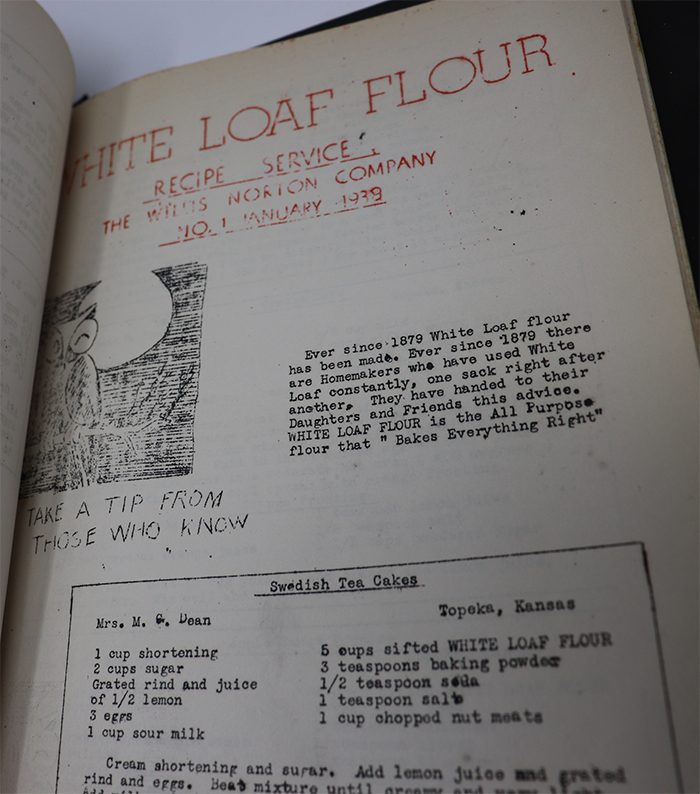 WHITE LOAF FLOUR
RECIPE SERVICE
THE WILLIS NORTON COMPANY
NO. 1 JANUARY 1938
Ever since 1879 White Loaf flour
has been made. Ever since 1879 there
are Homemakers who have used White
Loaf constantly, one sack right after
another. They have handed to their
Daughters and Friends this advice.
WHITE LOAF FLOUR is the All Purpose
flour that " Bakes Everything Right"
TAKE A TIP FROM
THOSE WHO KNOW
Swedish Tea Cakes
Mrs. M. C. Dean
Topeka, Kansas
1 cup shortening
2 cups sugar
Grated rind and juice
of 1/2 lemon
3 eggs
1 cup sour milk
5 cups sifted WHITE LOAF FLOUR
3 teaspoons baking powder
1/2 teaspoon soda
1 teaspoon salt
1 cup chopped nut meats
Cream shortening and sugar. Add lemon juice and grated
rind and eggs. Beat mixture until creamy and very light.